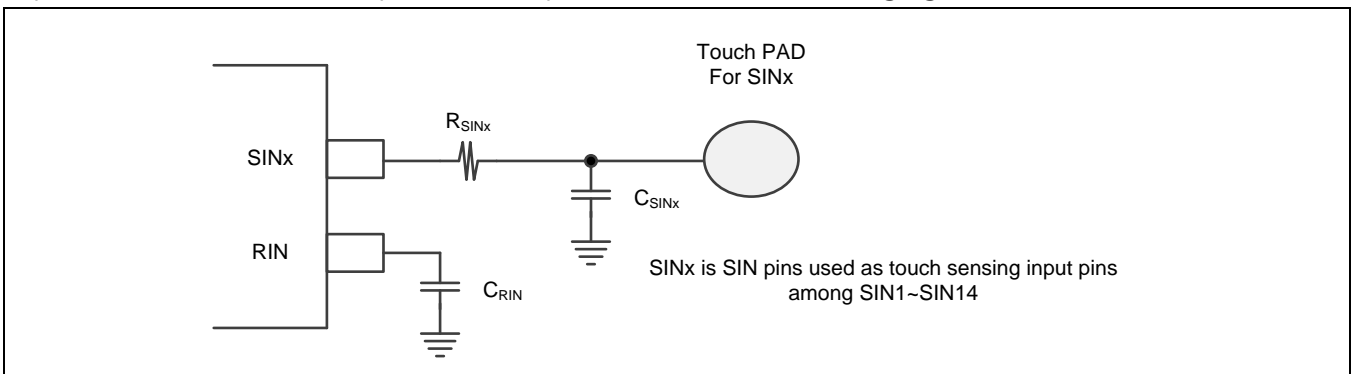 Touch PAD
For SINx
RSINx
SINx
CSINx
RIN
SINx is SIN pins used as touch sensing input pins
among SIN1~SIN14
CRIN